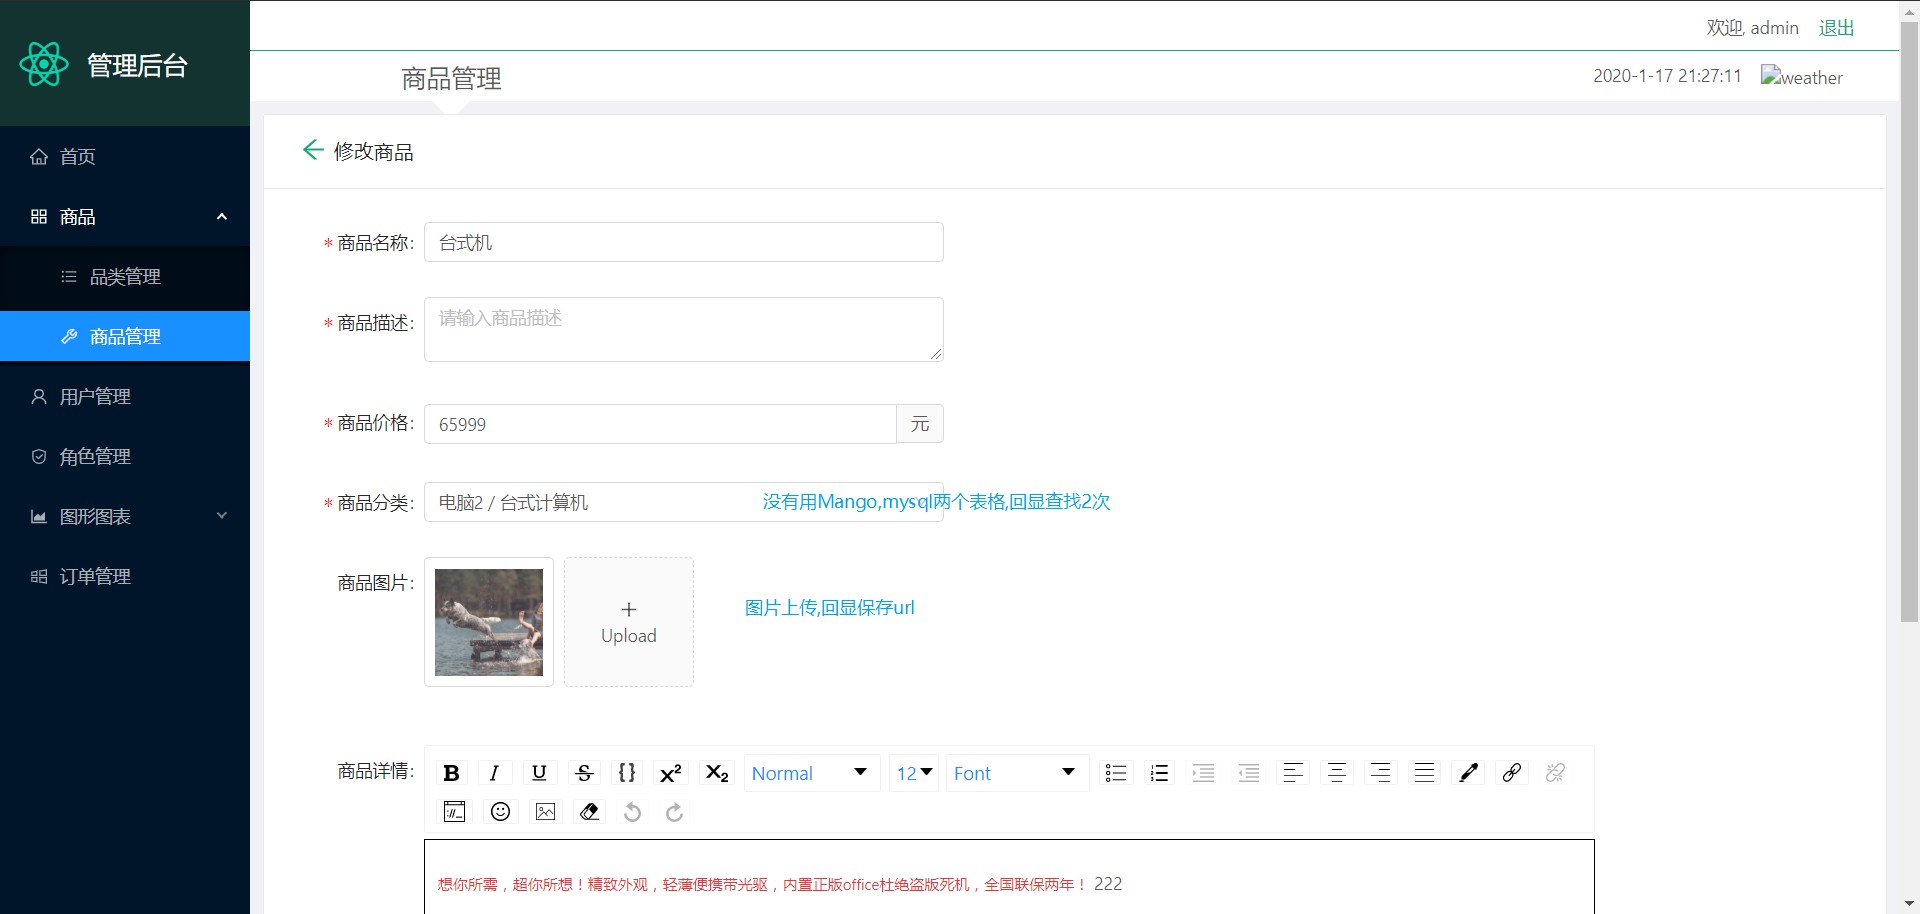 欢迎, admin 退出
管理后台
商品管理
2020-1-17 21:27:11 weather
修改商品
首页
商品
品类管理
商品管理
用户管理
角色管理
图形图表
订单管理
* 商品名称: 台式机
* 商品描述: 请输入商品描述
* 商品价格: 65999 元
* 商品分类: 电脑2 / 台式计算机 没有用Mango,mysql两个表格,回显查找2次
商品图片: + Upload 图片上传,回显保存url
商品详情: B I U S {} X² X₂ Normal 12 Font
想你所需，超你所想！精致外观，轻薄便携带光驱，内置正版office杜绝盗版死机，全国联保两年！ 222